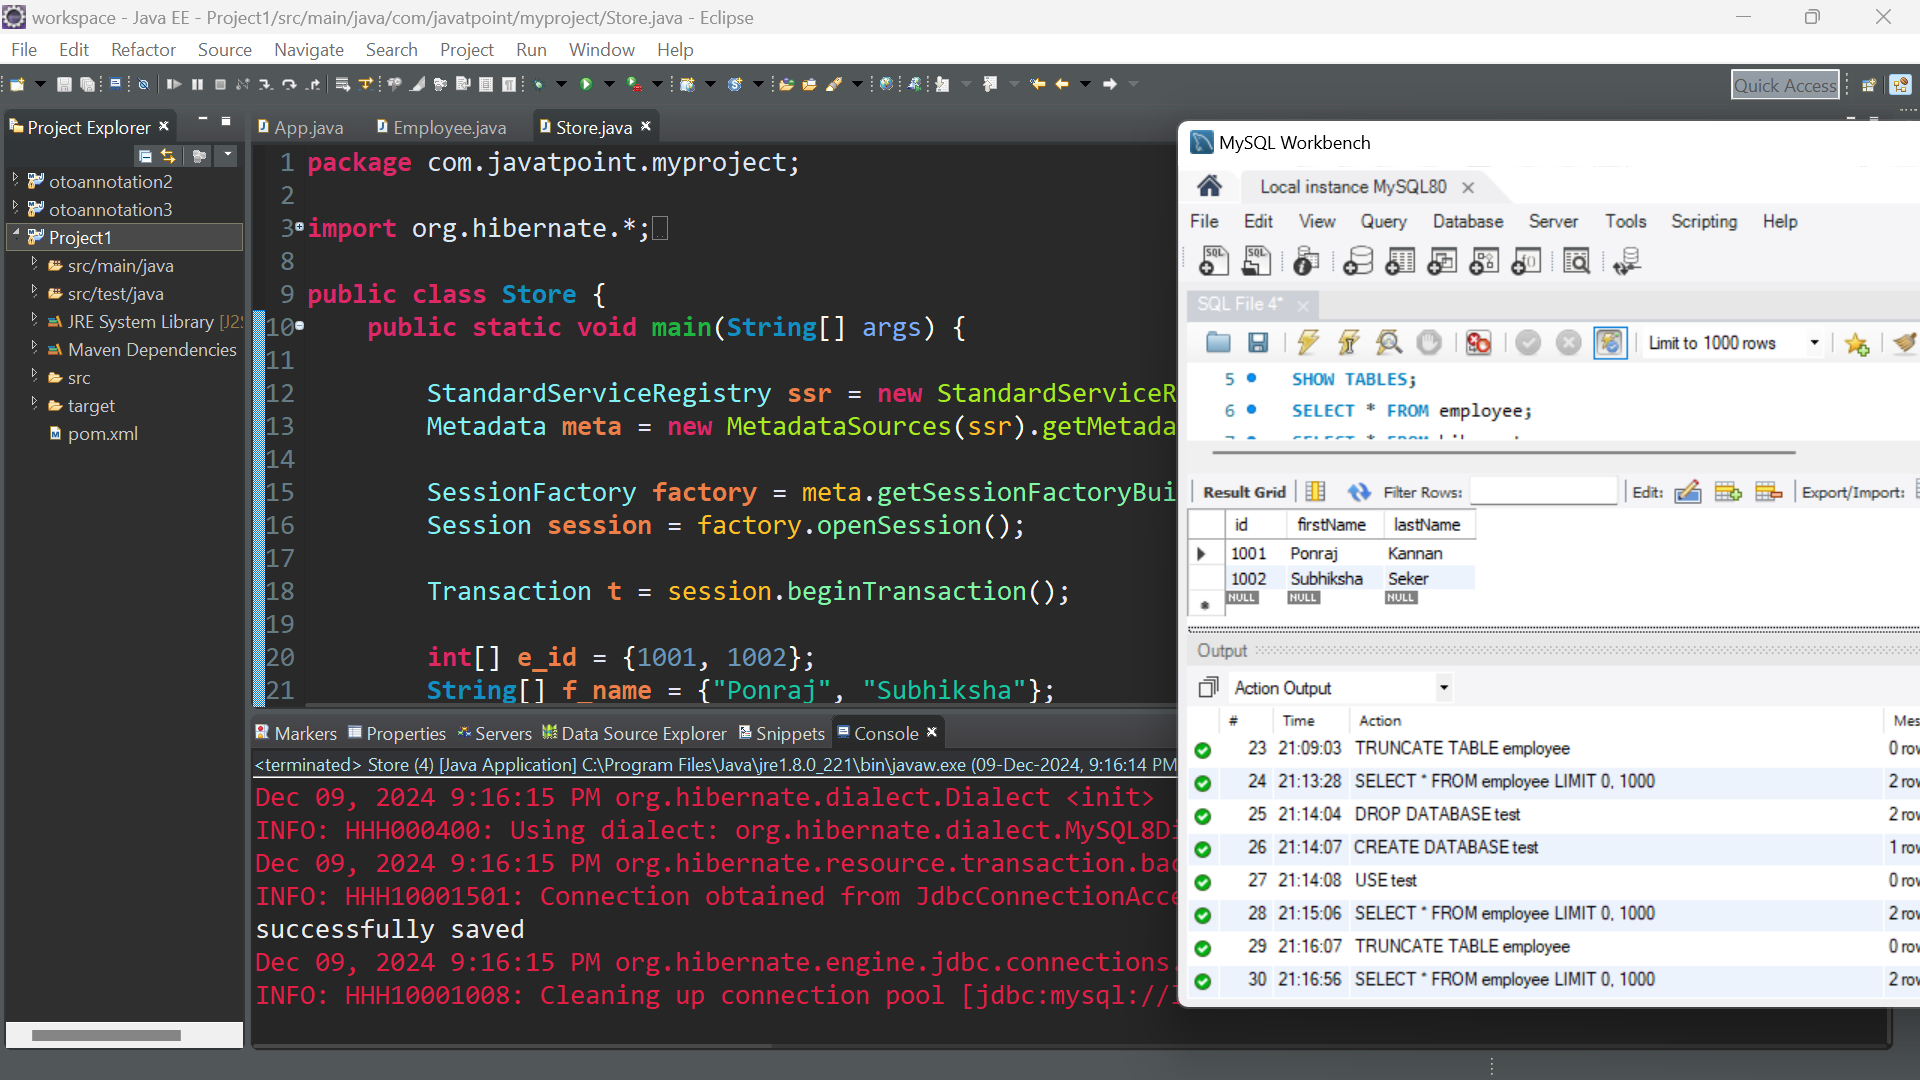 workspace - Java EE - Project1/src/main/java/com/javatpoint/myproject/Store.java - Eclipse
File Edit Refactor Source Navigate Search Project Run Window Help
Quick Access
Project Explorer
otoannotation2
otoannotation3
Project1
src/main/java
src/test/java
JRE System Library [J2S
Maven Dependencies
src
target
pom.xml
App.java Employee.java Store.java
1 package com.javatpoint.myproject;
2
3 import org.hibernate.*;
8
9 public class Store {
10 public static void main(String[] args) {
11
12 StandardServiceRegistry ssr = new StandardServiceR
13 Metadata meta = new MetadataSources(ssr).getMetada
14
15 SessionFactory factory = meta.getSessionFactoryBui
16 Session session = factory.openSession();
17
18 Transaction t = session.beginTransaction();
19
20 int[] e_id = {1001, 1002};
21 String[] f_name = {"Ponraj", "Subhiksha"};
Markers Properties Servers Data Source Explorer Snippets Console
<terminated> Store (4) [Java Application] C:\Program Files\Java\jre1.8.0_221\bin\javaw.exe (09-Dec-2024, 9:16:14 PM
Dec 09, 2024 9:16:15 PM org.hibernate.dialect.Dialect <init>
INFO: HHH000400: Using dialect: org.hibernate.dialect.MySQL8Di
Dec 09, 2024 9:16:15 PM org.hibernate.resource.transaction.bac
INFO: HHH10001501: Connection obtained from JdbcConnectionAcce
successfully saved
Dec 09, 2024 9:16:15 PM org.hibernate.engine.jdbc.connections.
INFO: HHH10001008: Cleaning up connection pool [jdbc:mysql://l
MySQL Workbench
Local instance MySQL80
File Edit View Query Database Server Tools Scripting Help
SQL File 4*
Limit to 1000 rows
5 SHOW TABLES;
6 SELECT * FROM employee;
Result Grid Filter Rows: Edit: Export/Import:
id firstName lastName
1001 Ponraj Kannan
1002 Subhiksha Seker
NULL NULL NULL
Output
Action Output
# Time Action Mes
23 21:09:03 TRUNCATE TABLE employee 0 row
24 21:13:28 SELECT * FROM employee LIMIT 0, 1000 2 row
25 21:14:04 DROP DATABASE test 2 row
26 21:14:07 CREATE DATABASE test 1 row
27 21:14:08 USE test 0 row
28 21:15:06 SELECT * FROM employee LIMIT 0, 1000 2 row
29 21:16:07 TRUNCATE TABLE employee 0 row
30 21:16:56 SELECT * FROM employee LIMIT 0, 1000 2 row